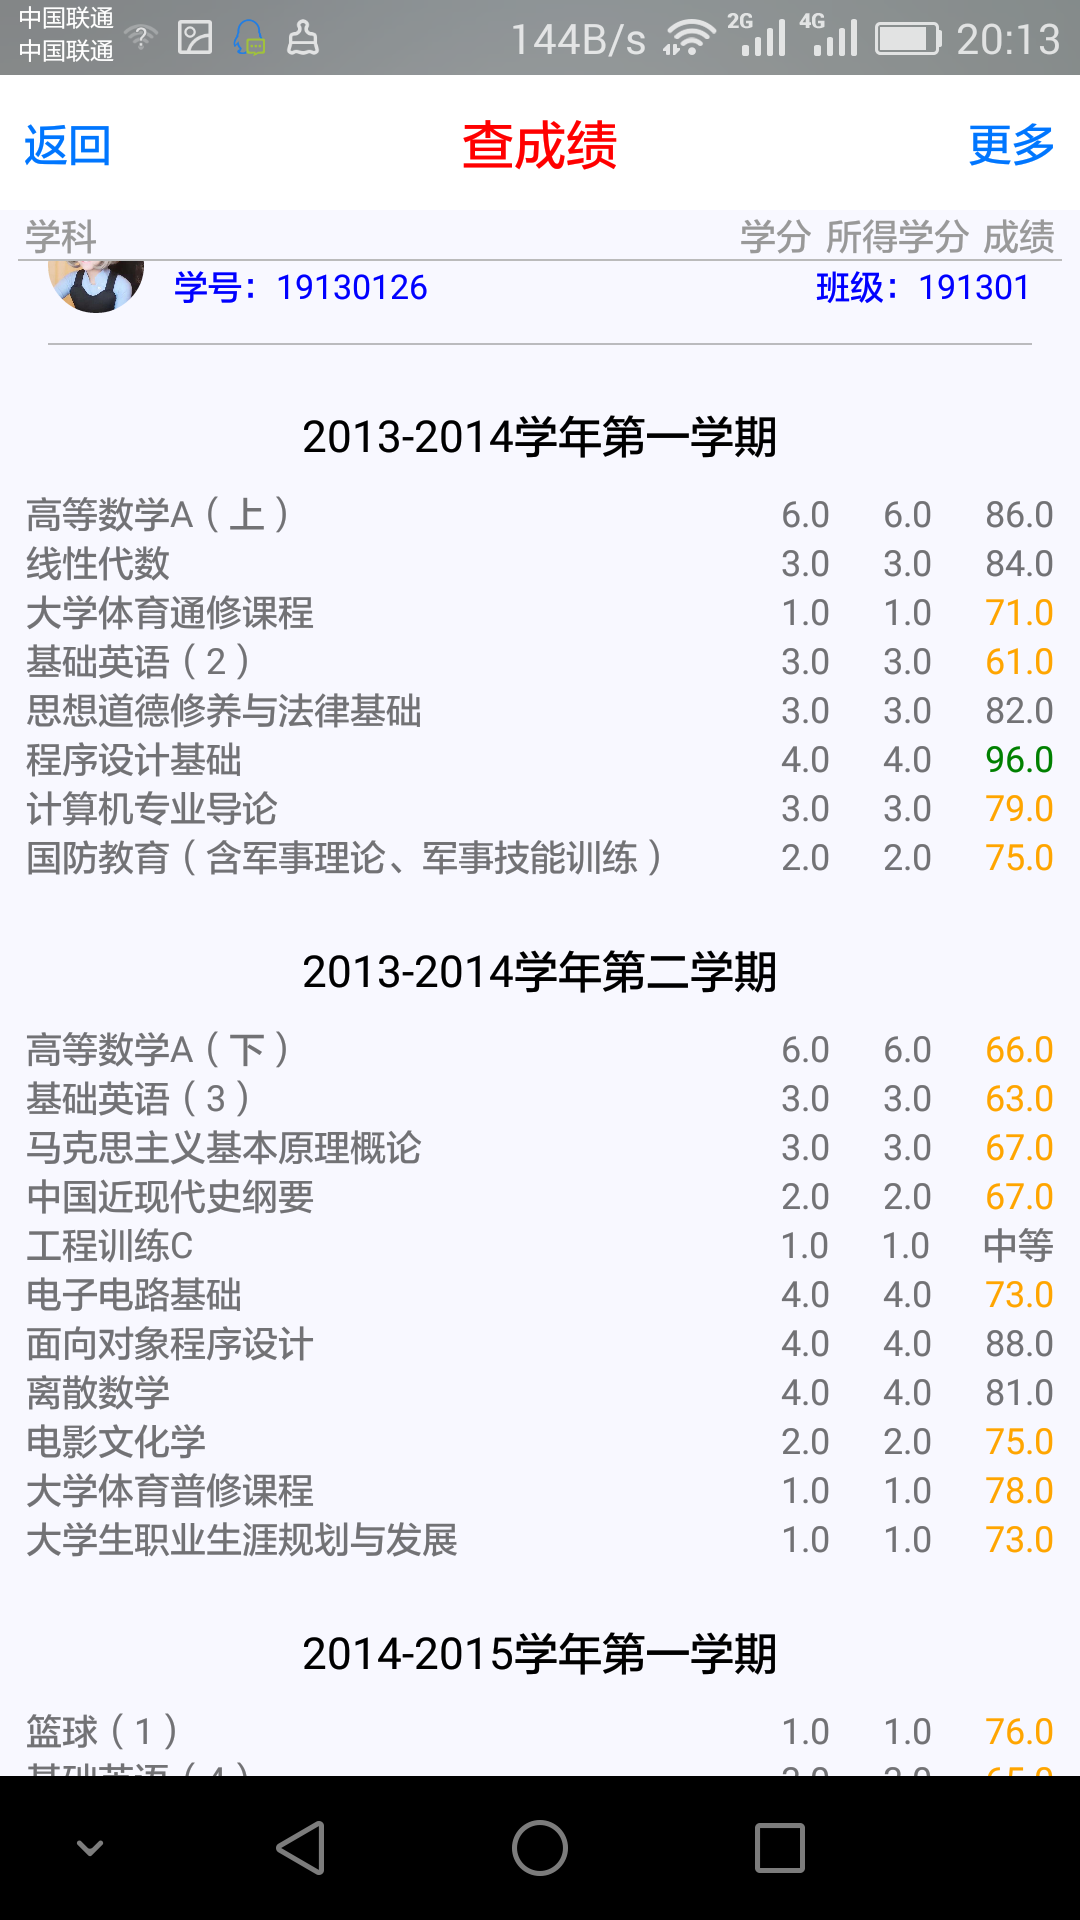 中国联通
中国联通
144B/s 2G 4G 20:13
返回 查成绩 更多
学科 学分 所得学分 成绩
学号：19130126 班级：191301
2013-2014学年第一学期
高等数学A（上） 6.0 6.0 86.0
线性代数 3.0 3.0 84.0
大学体育通修课程 1.0 1.0 71.0
基础英语（2） 3.0 3.0 61.0
思想道德修养与法律基础 3.0 3.0 82.0
程序设计基础 4.0 4.0 96.0
计算机专业导论 3.0 3.0 79.0
国防教育（含军事理论、军事技能训练） 2.0 2.0 75.0
2013-2014学年第二学期
高等数学A（下） 6.0 6.0 66.0
基础英语（3） 3.0 3.0 63.0
马克思主义基本原理概论 3.0 3.0 67.0
中国近现代史纲要 2.0 2.0 67.0
工程训练C 1.0 1.0 中等
电子电路基础 4.0 4.0 73.0
面向对象程序设计 4.0 4.0 88.0
离散数学 4.0 4.0 81.0
电影文化学 2.0 2.0 75.0
大学体育普修课程 1.0 1.0 78.0
大学生职业生涯规划与发展 1.0 1.0 73.0
2014-2015学年第一学期
篮球（1） 1.0 1.0 76.0
基础英语（4）